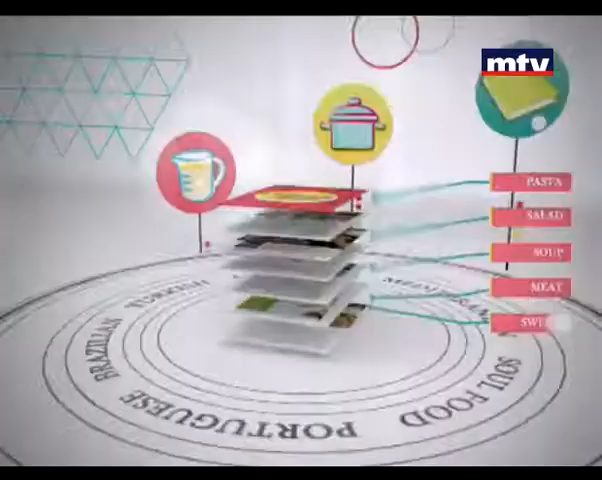 mtv
PASTA
SALAD
SOUP
MEAT
BRAZILIAN
PORTUGUESE
SOUL FOOD